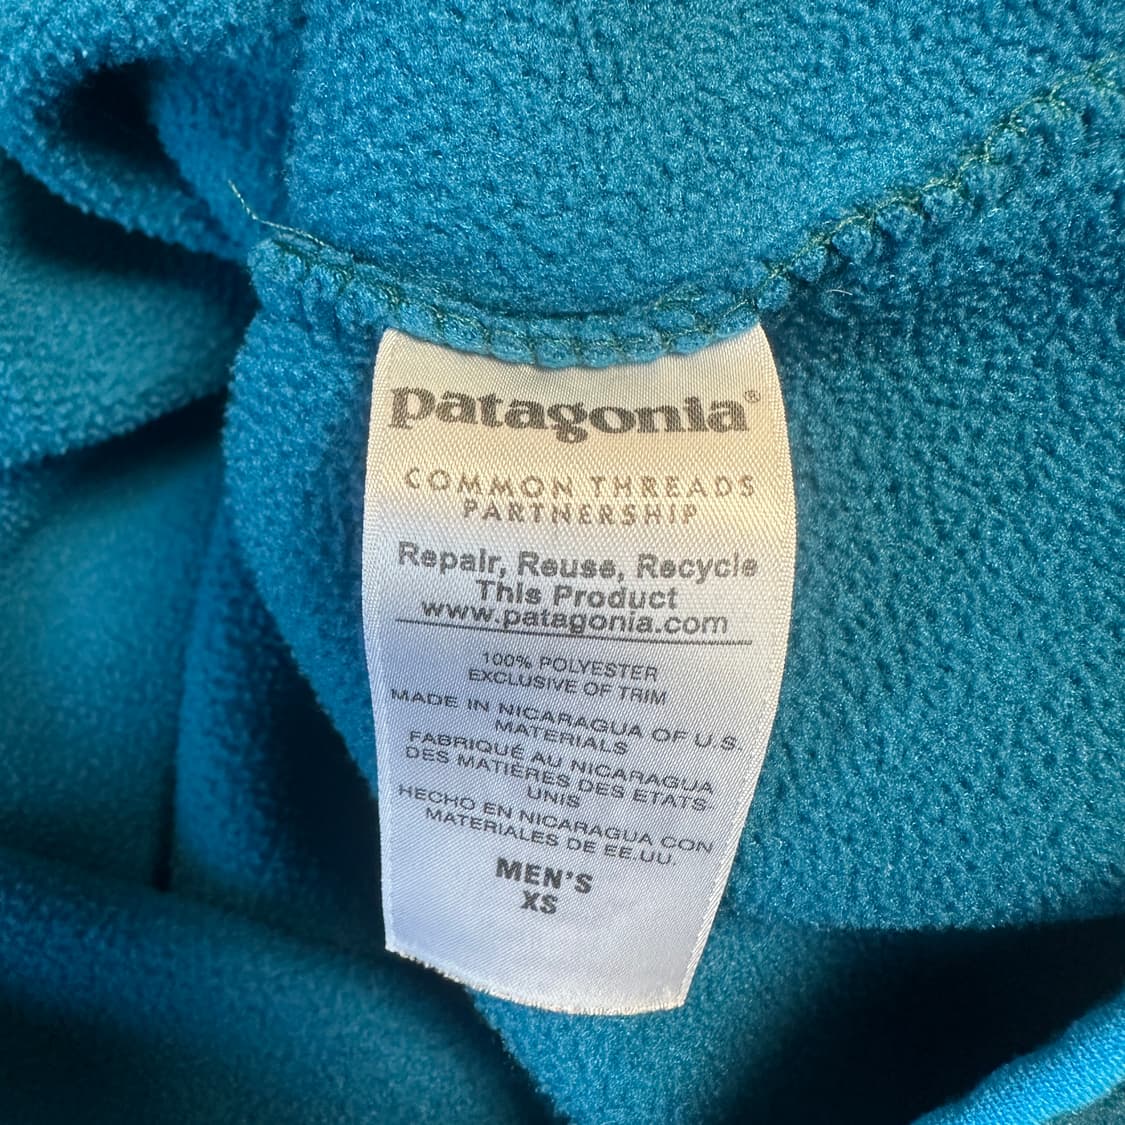 patagonia®
COMMON THREADS
PARTNERSHIP
Repair, Reuse, Recycle
This Product
www.patagonia.com
100% POLYESTER
EXCLUSIVE OF TRIM
MADE IN NICARAGUA OF U.S.
MATERIALS
FABRIQUÉ AU NICARAGUA
DES MATIÈRES DES ETATS-
UNIS
HECHO EN NICARAGUA CON
MATERIALES DE EE.UU.
MEN'S
XS